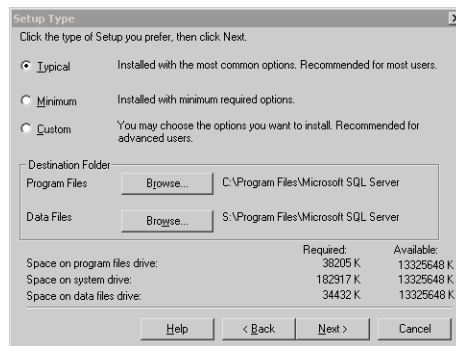 Setup Type
Click the type of Setup you prefer, then click Next.
Typical Installed with the most common options. Recommended for most users.
Minimum Installed with minimum required options.
Custom You may choose the options you want to install. Recommended for
advanced users.
Destination Folder
Program Files Browse... C:\Program Files\Microsoft SQL Server
Data Files Browse... S:\Program Files\Microsoft SQL Server
Required: Available:
Space on program files drive: 38205 K 13325648 K
Space on system drive: 182917 K 13325648 K
Space on data files drive: 34432 K 13325648 K
Help < Back Next > Cancel